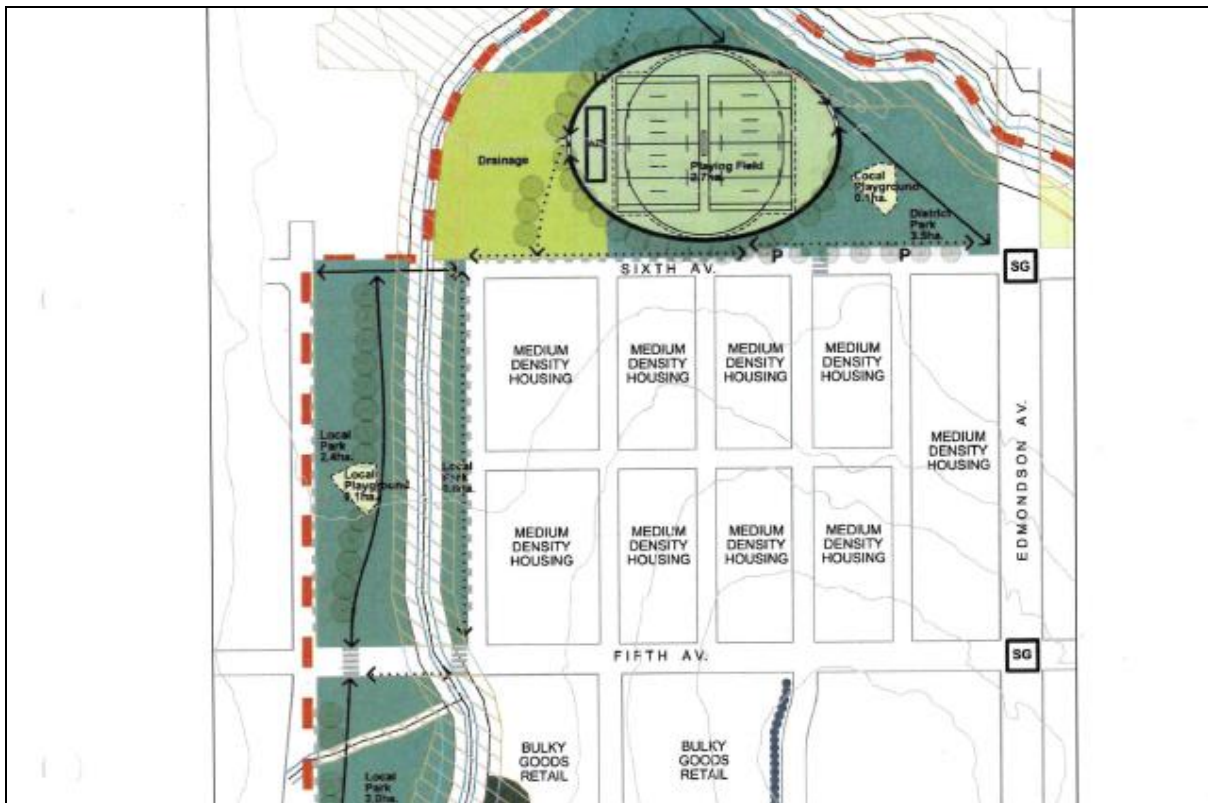 Drainage
Playing Field
Local
Playground
0.1ha.
District
Park
P
P
SIXTH AV.
SG
MEDIUM
DENSITY
HOUSING
MEDIUM
DENSITY
HOUSING
MEDIUM
DENSITY
HOUSING
MEDIUM
DENSITY
HOUSING
MEDIUM
DENSITY
HOUSING
EDMONDSON AV.
Local
Park
2.4ha.
Local
Playground
0.1ha.
Local
Park
MEDIUM
DENSITY
HOUSING
MEDIUM
DENSITY
HOUSING
MEDIUM
DENSITY
HOUSING
MEDIUM
DENSITY
HOUSING
FIFTH AV.
SG
BULKY
GOODS
RETAIL
BULKY
GOODS
RETAIL
Local
Park